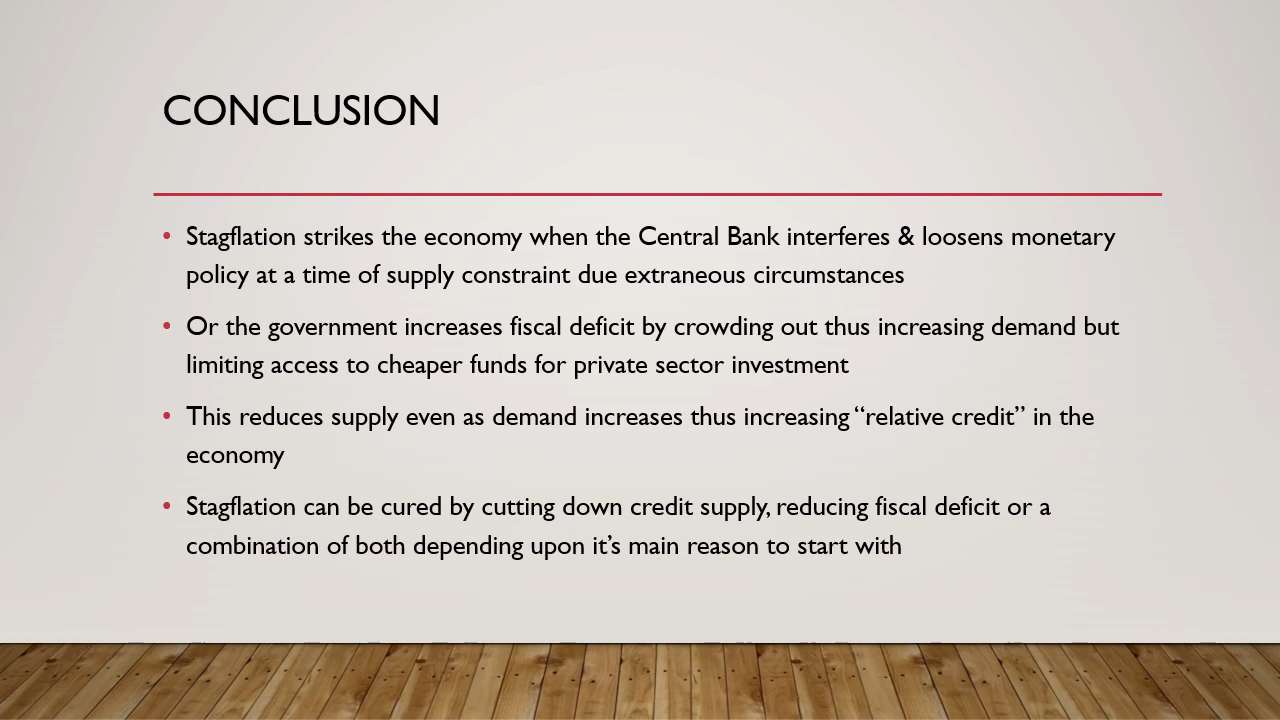 CONCLUSION
• Stagflation strikes the economy when the Central Bank interferes & loosens monetary
policy at a time of supply constraint due extraneous circumstances
• Or the government increases fiscal deficit by crowding out thus increasing demand but
limiting access to cheaper funds for private sector investment
• This reduces supply even as demand increases thus increasing “relative credit” in the
economy
• Stagflation can be cured by cutting down credit supply, reducing fiscal deficit or a
combination of both depending upon it’s main reason to start with